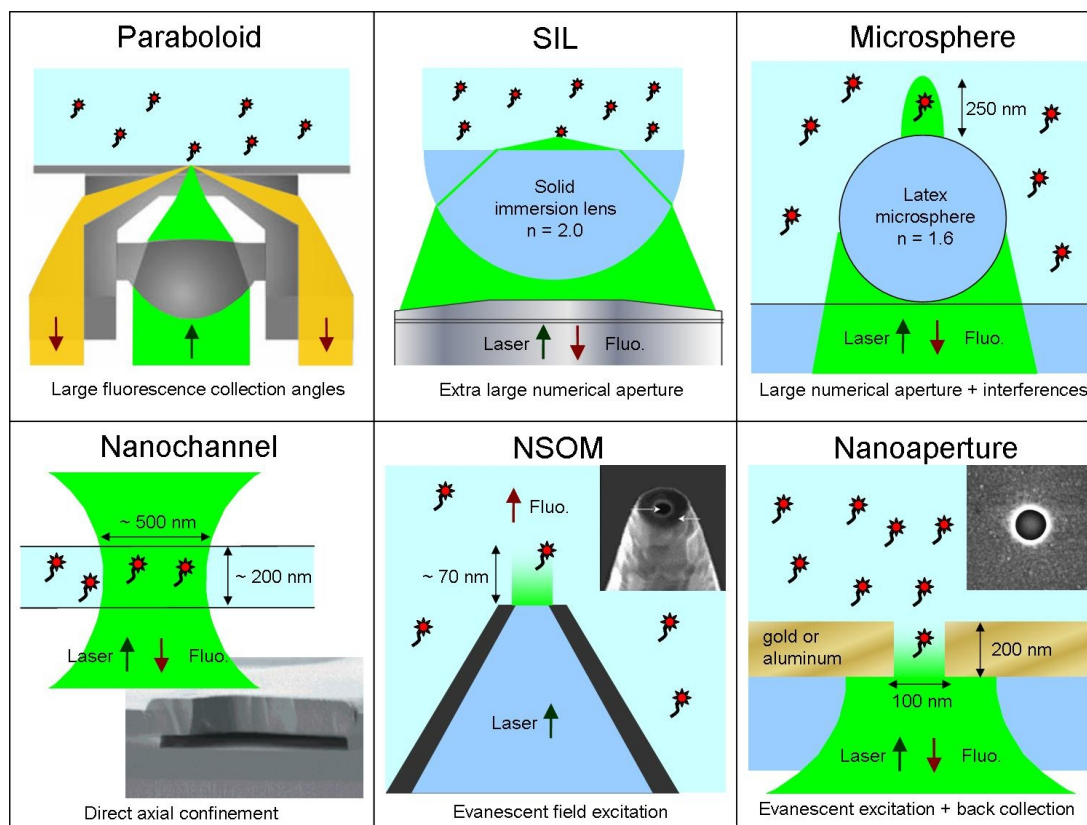 Paraboloid
Large fluorescence collection angles
SIL
Solid
immersion lens
n = 2.0
Laser
Fluo.
Extra large numerical aperture
Microsphere
250 nm
Latex
microsphere
n = 1.6
Laser
Fluo.
Large numerical aperture + interferences
Nanochannel
~ 500 nm
~ 200 nm
Laser
Fluo.
Direct axial confinement
NSOM
Fluo.
~ 70 nm
Laser
Evanescent field excitation
Nanoaperture
gold or
aluminum
200 nm
100 nm
Laser
Fluo.
Evanescent excitation + back collection